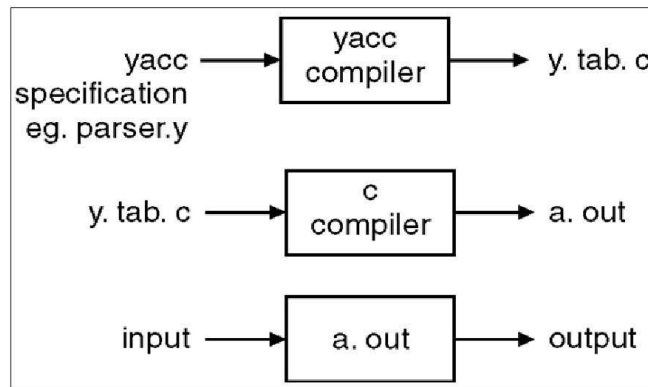 yacc
specification
eg. parser.y
yacc
compiler
y. tab. c
y. tab. c
c
compiler
a. out
input
a. out
output